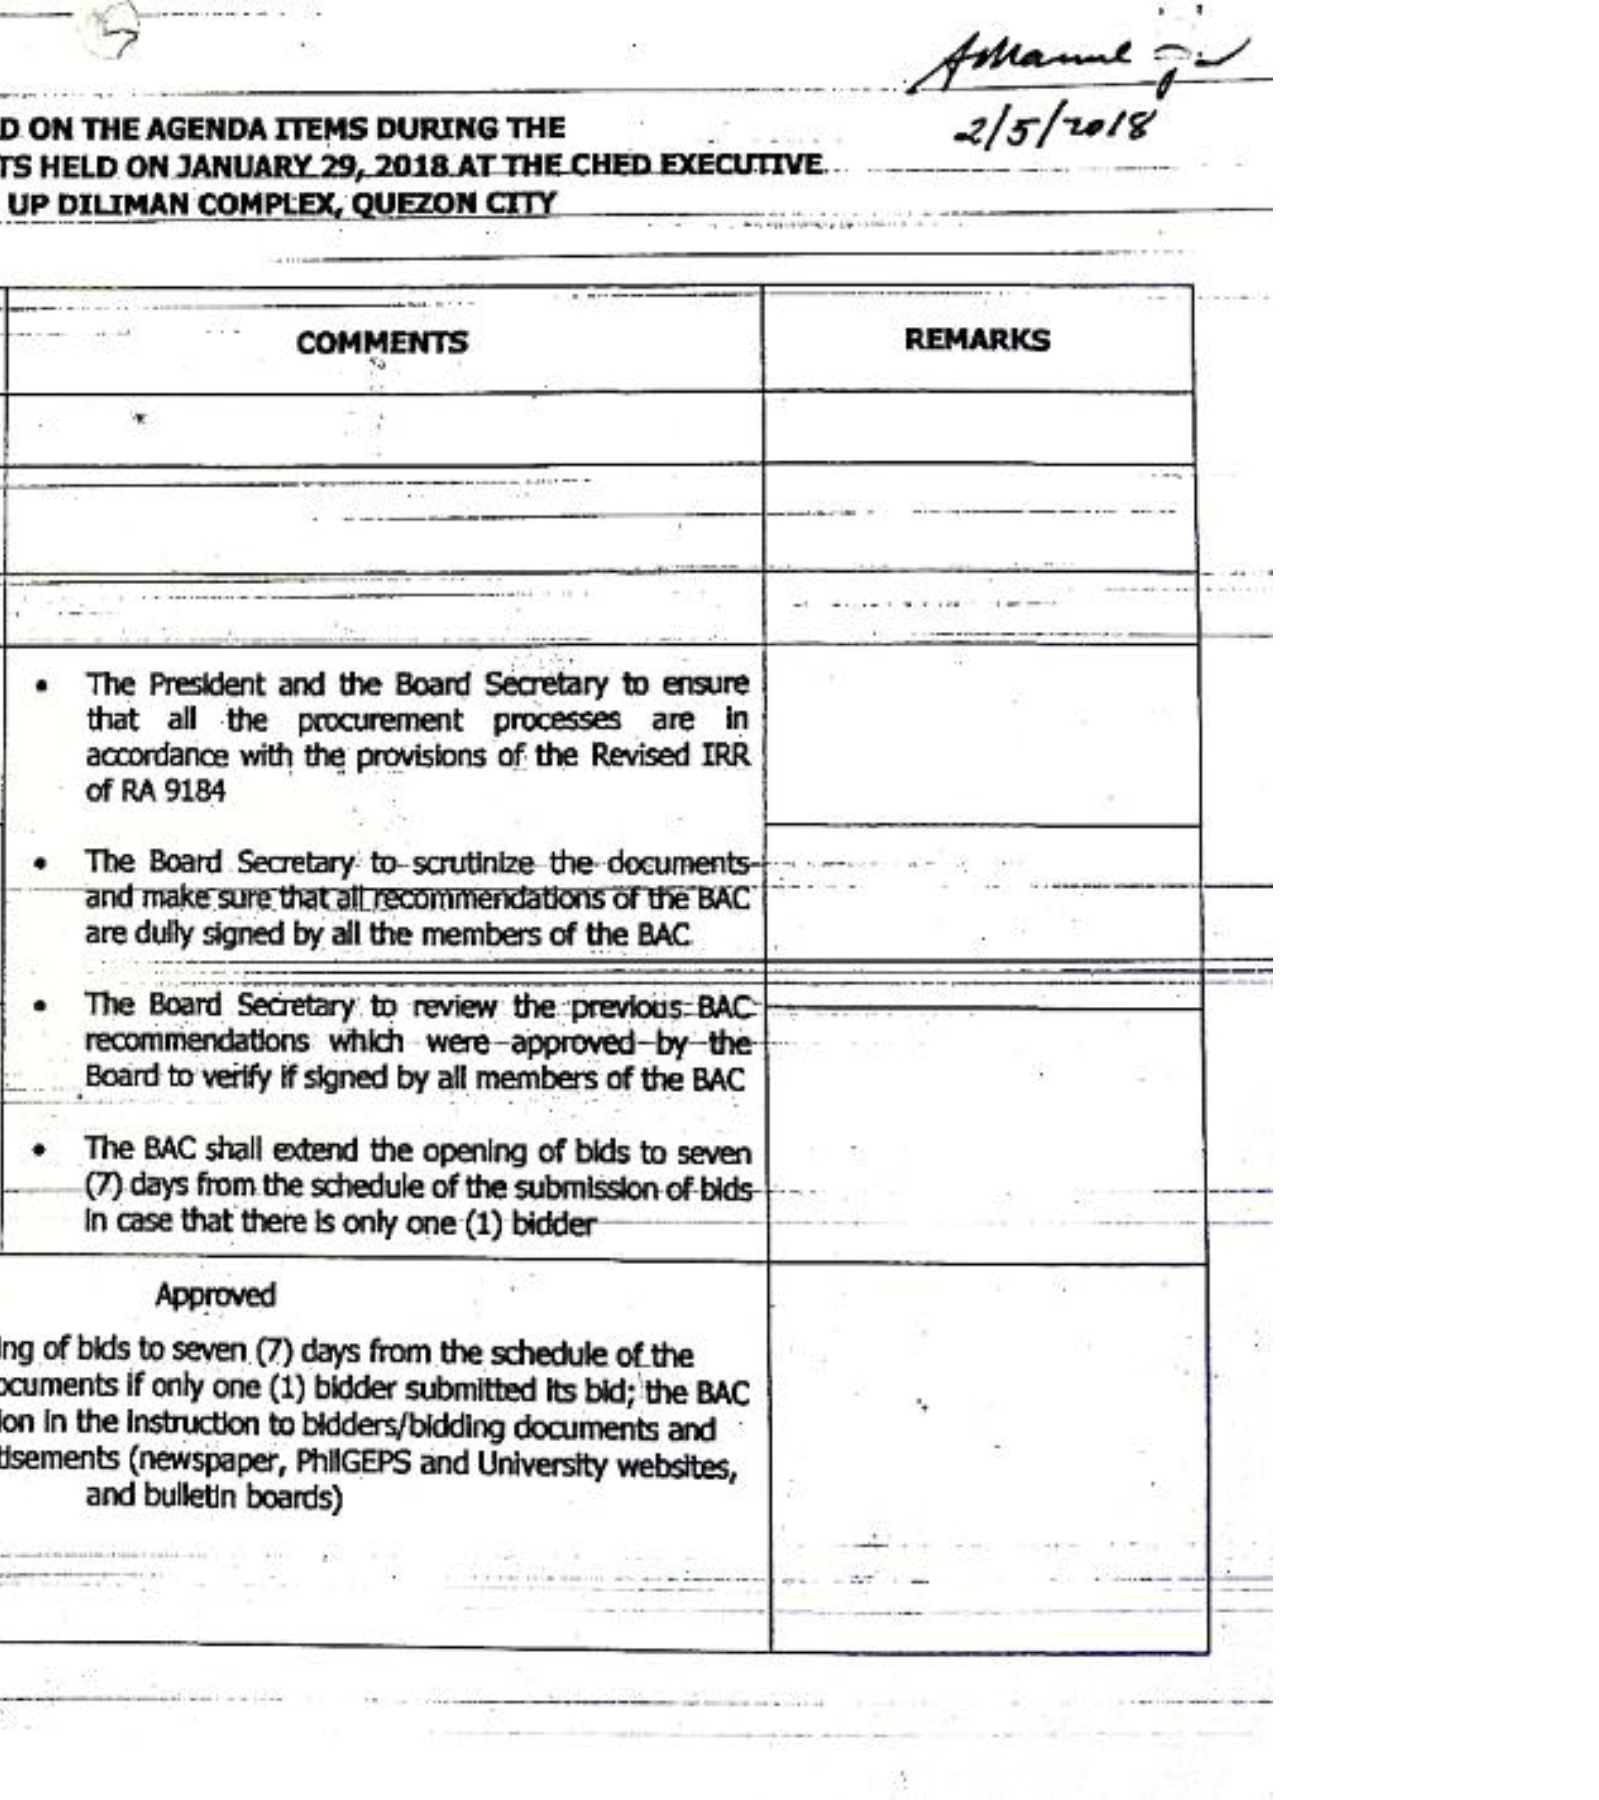 2/5/2018
D ON THE AGENDA ITEMS DURING THE
TS HELD ON JANUARY 29, 2018 AT THE CHED EXECUTIVE
UP DILIMAN COMPLEX, QUEZON CITY
COMMENTS
REMARKS
• The President and the Board Secretary to ensure
that all the procurement processes are in
accordance with the provisions of the Revised IRR
of RA 9184
• The Board Secretary to scrutinize the documents
and make sure that all recommendations of the BAC
are dully signed by all the members of the BAC
• The Board Secretary to review the previous BAC
recommendations which were approved by the
Board to verify if signed by all members of the BAC
• The BAC shall extend the opening of bids to seven
(7) days from the schedule of the submission of bids
in case that there is only one (1) bidder
Approved
ing of bids to seven (7) days from the schedule of the
ocuments if only one (1) bidder submitted its bid; the BAC
ion in the instruction to bidders/bidding documents and
tisements (newspaper, PhilGEPS and University websites,
and bulletin boards)